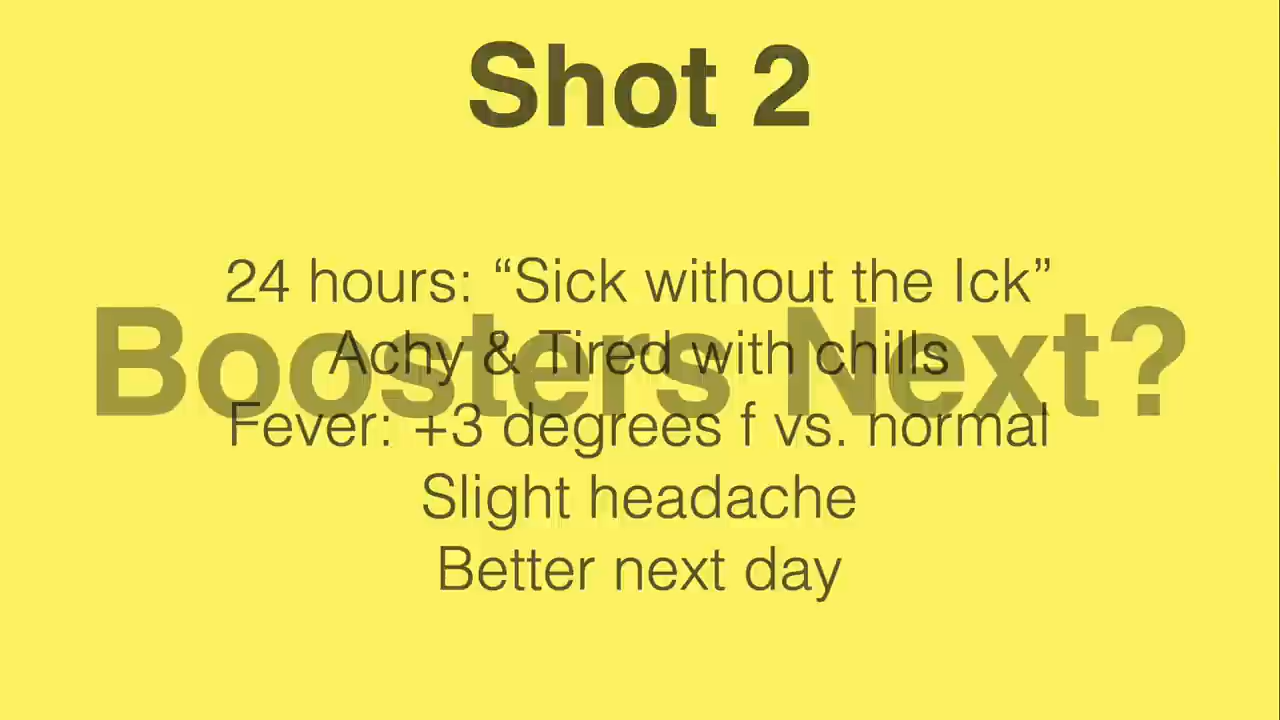 Shot 2
24 hours: “Sick without the Ick”
Boosters Next?
Achy & Tired with chills
Fever: +3 degrees f vs. normal
Slight headache
Better next day